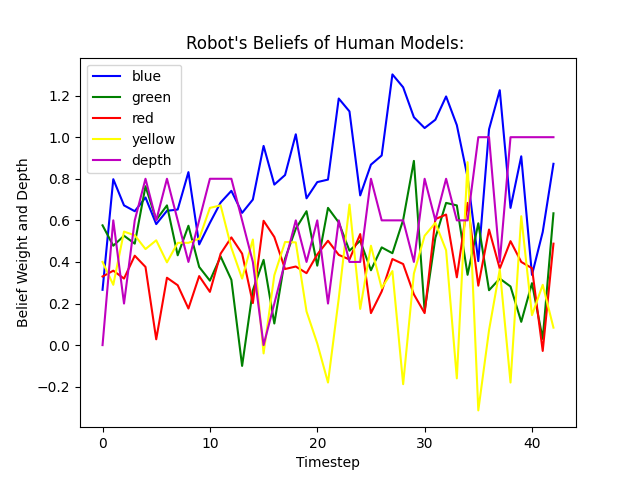 Robot's Beliefs of Human Models:
blue
green
red
yellow
depth
1.2
1.0
0.8
0.6
0.4
0.2
0.0
−0.2
Belief Weight and Depth
0 10 20 30 40
Timestep